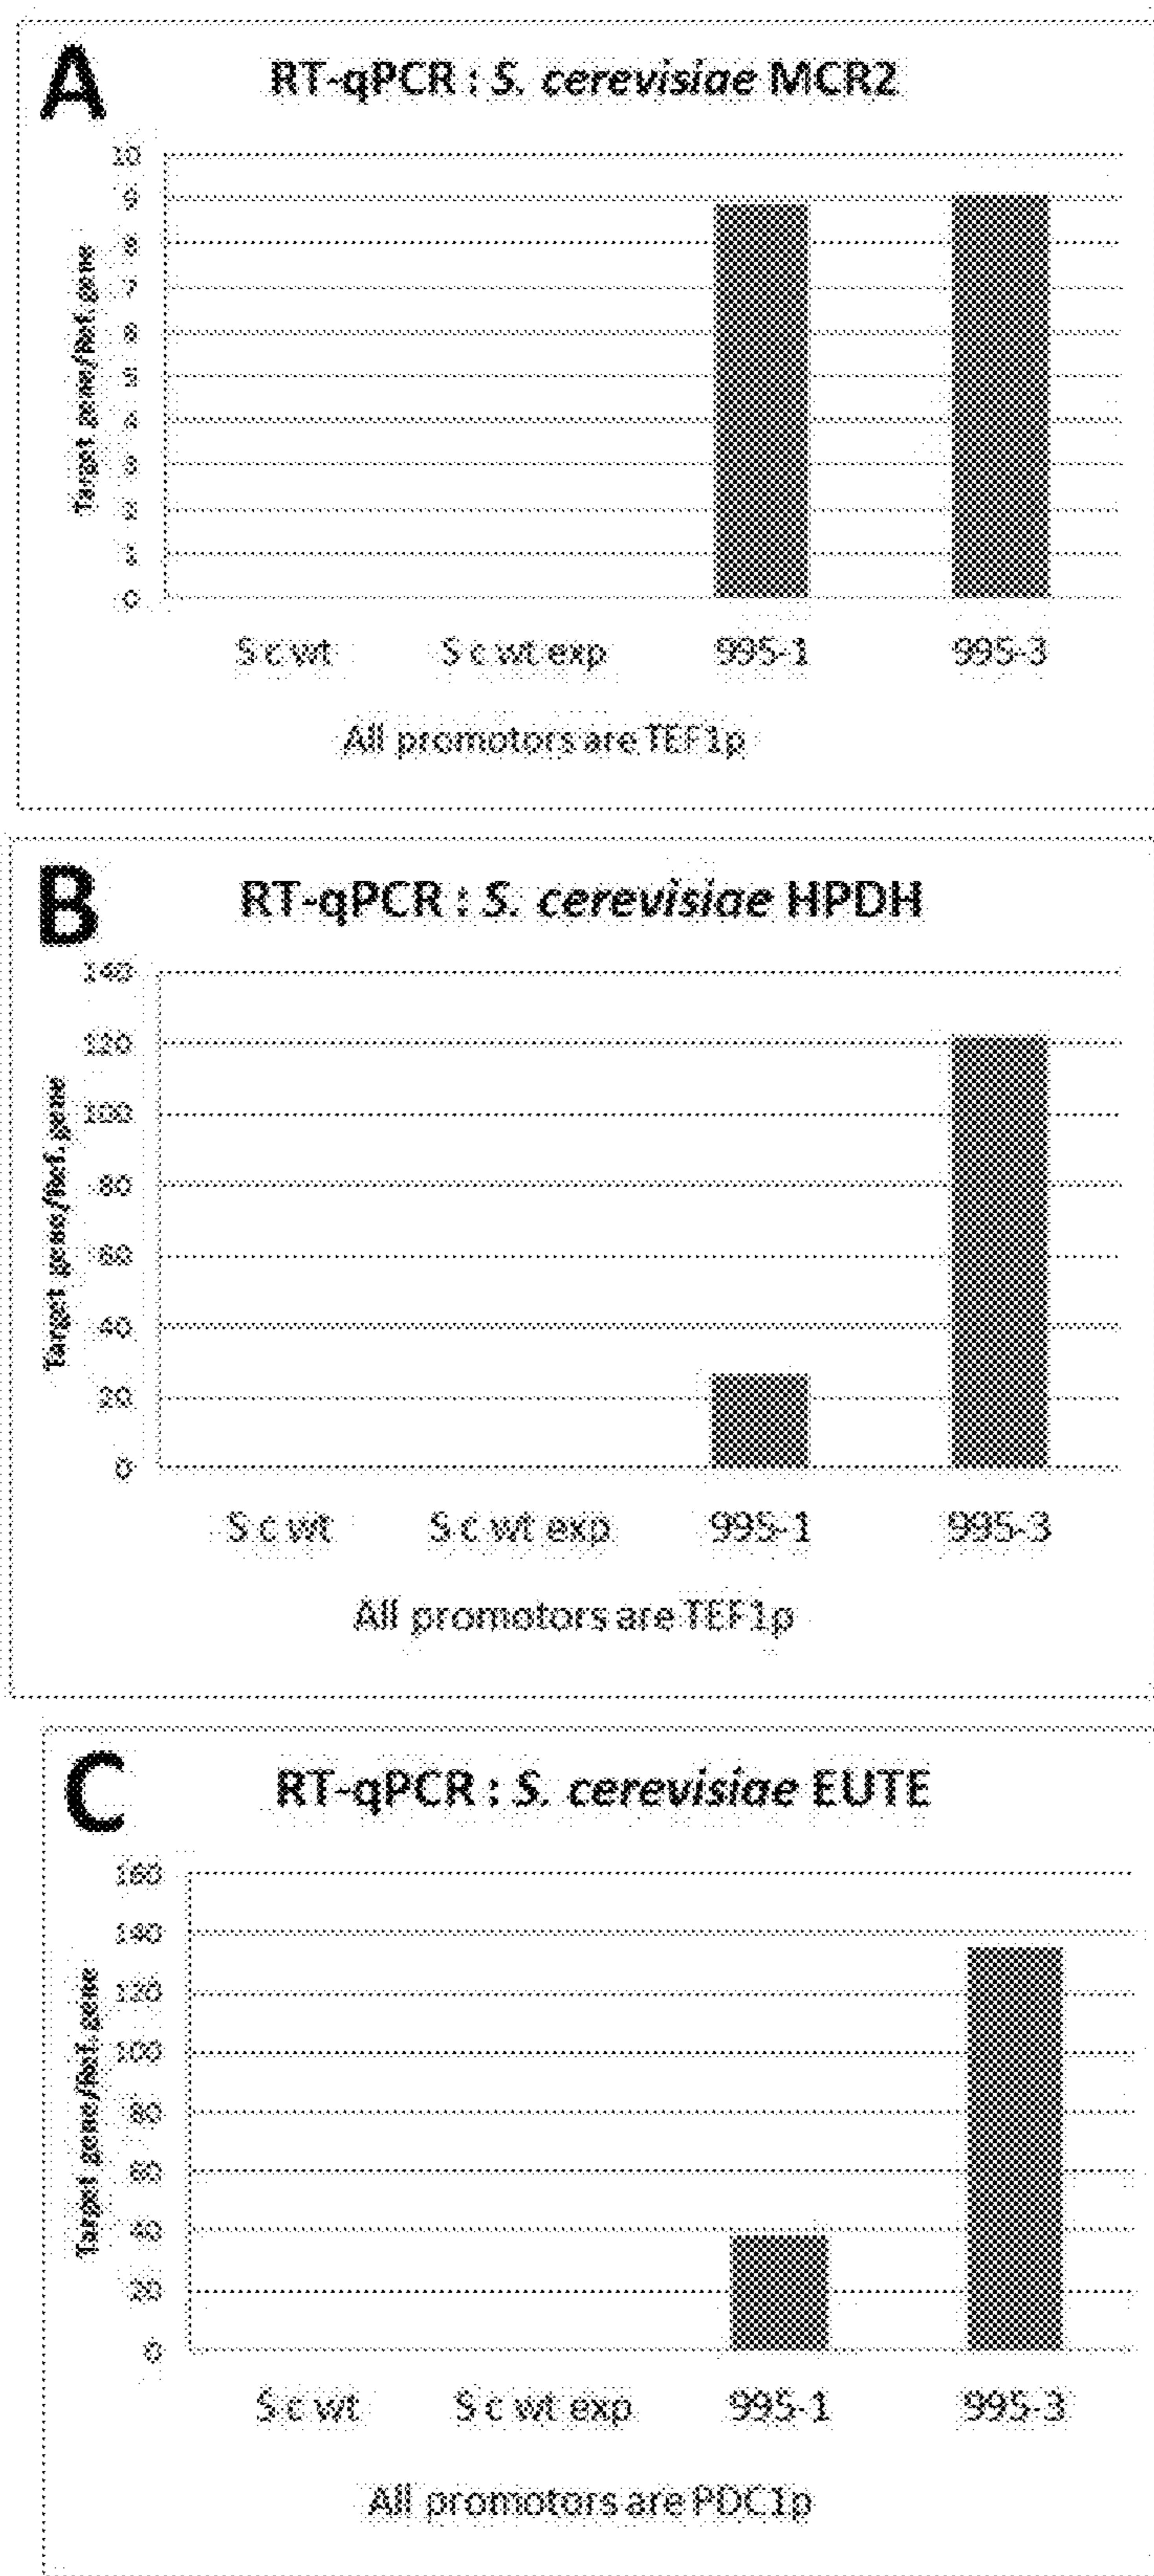 A
RT-qPCR : S. cerevisiae MCR2
Target gene/Ref. gene
10
9
8
7
6
5
4
3
2
1
0
S c wt
S c wt exp
995-1
995-3
All promotors are TEF1p
B
RT-qPCR : S. cerevisiae HPDH
Target gene/Ref. gene
140
120
100
80
60
40
20
0
S c wt
S c wt exp
995-1
995-3
All promotors are TEF1p
C
RT-qPCR : S. cerevisiae EUTE
Target gene/Ref. gene
160
140
120
100
80
60
40
20
0
S c wt
S c wt exp
995-1
995-3
All promotors are PDC1p